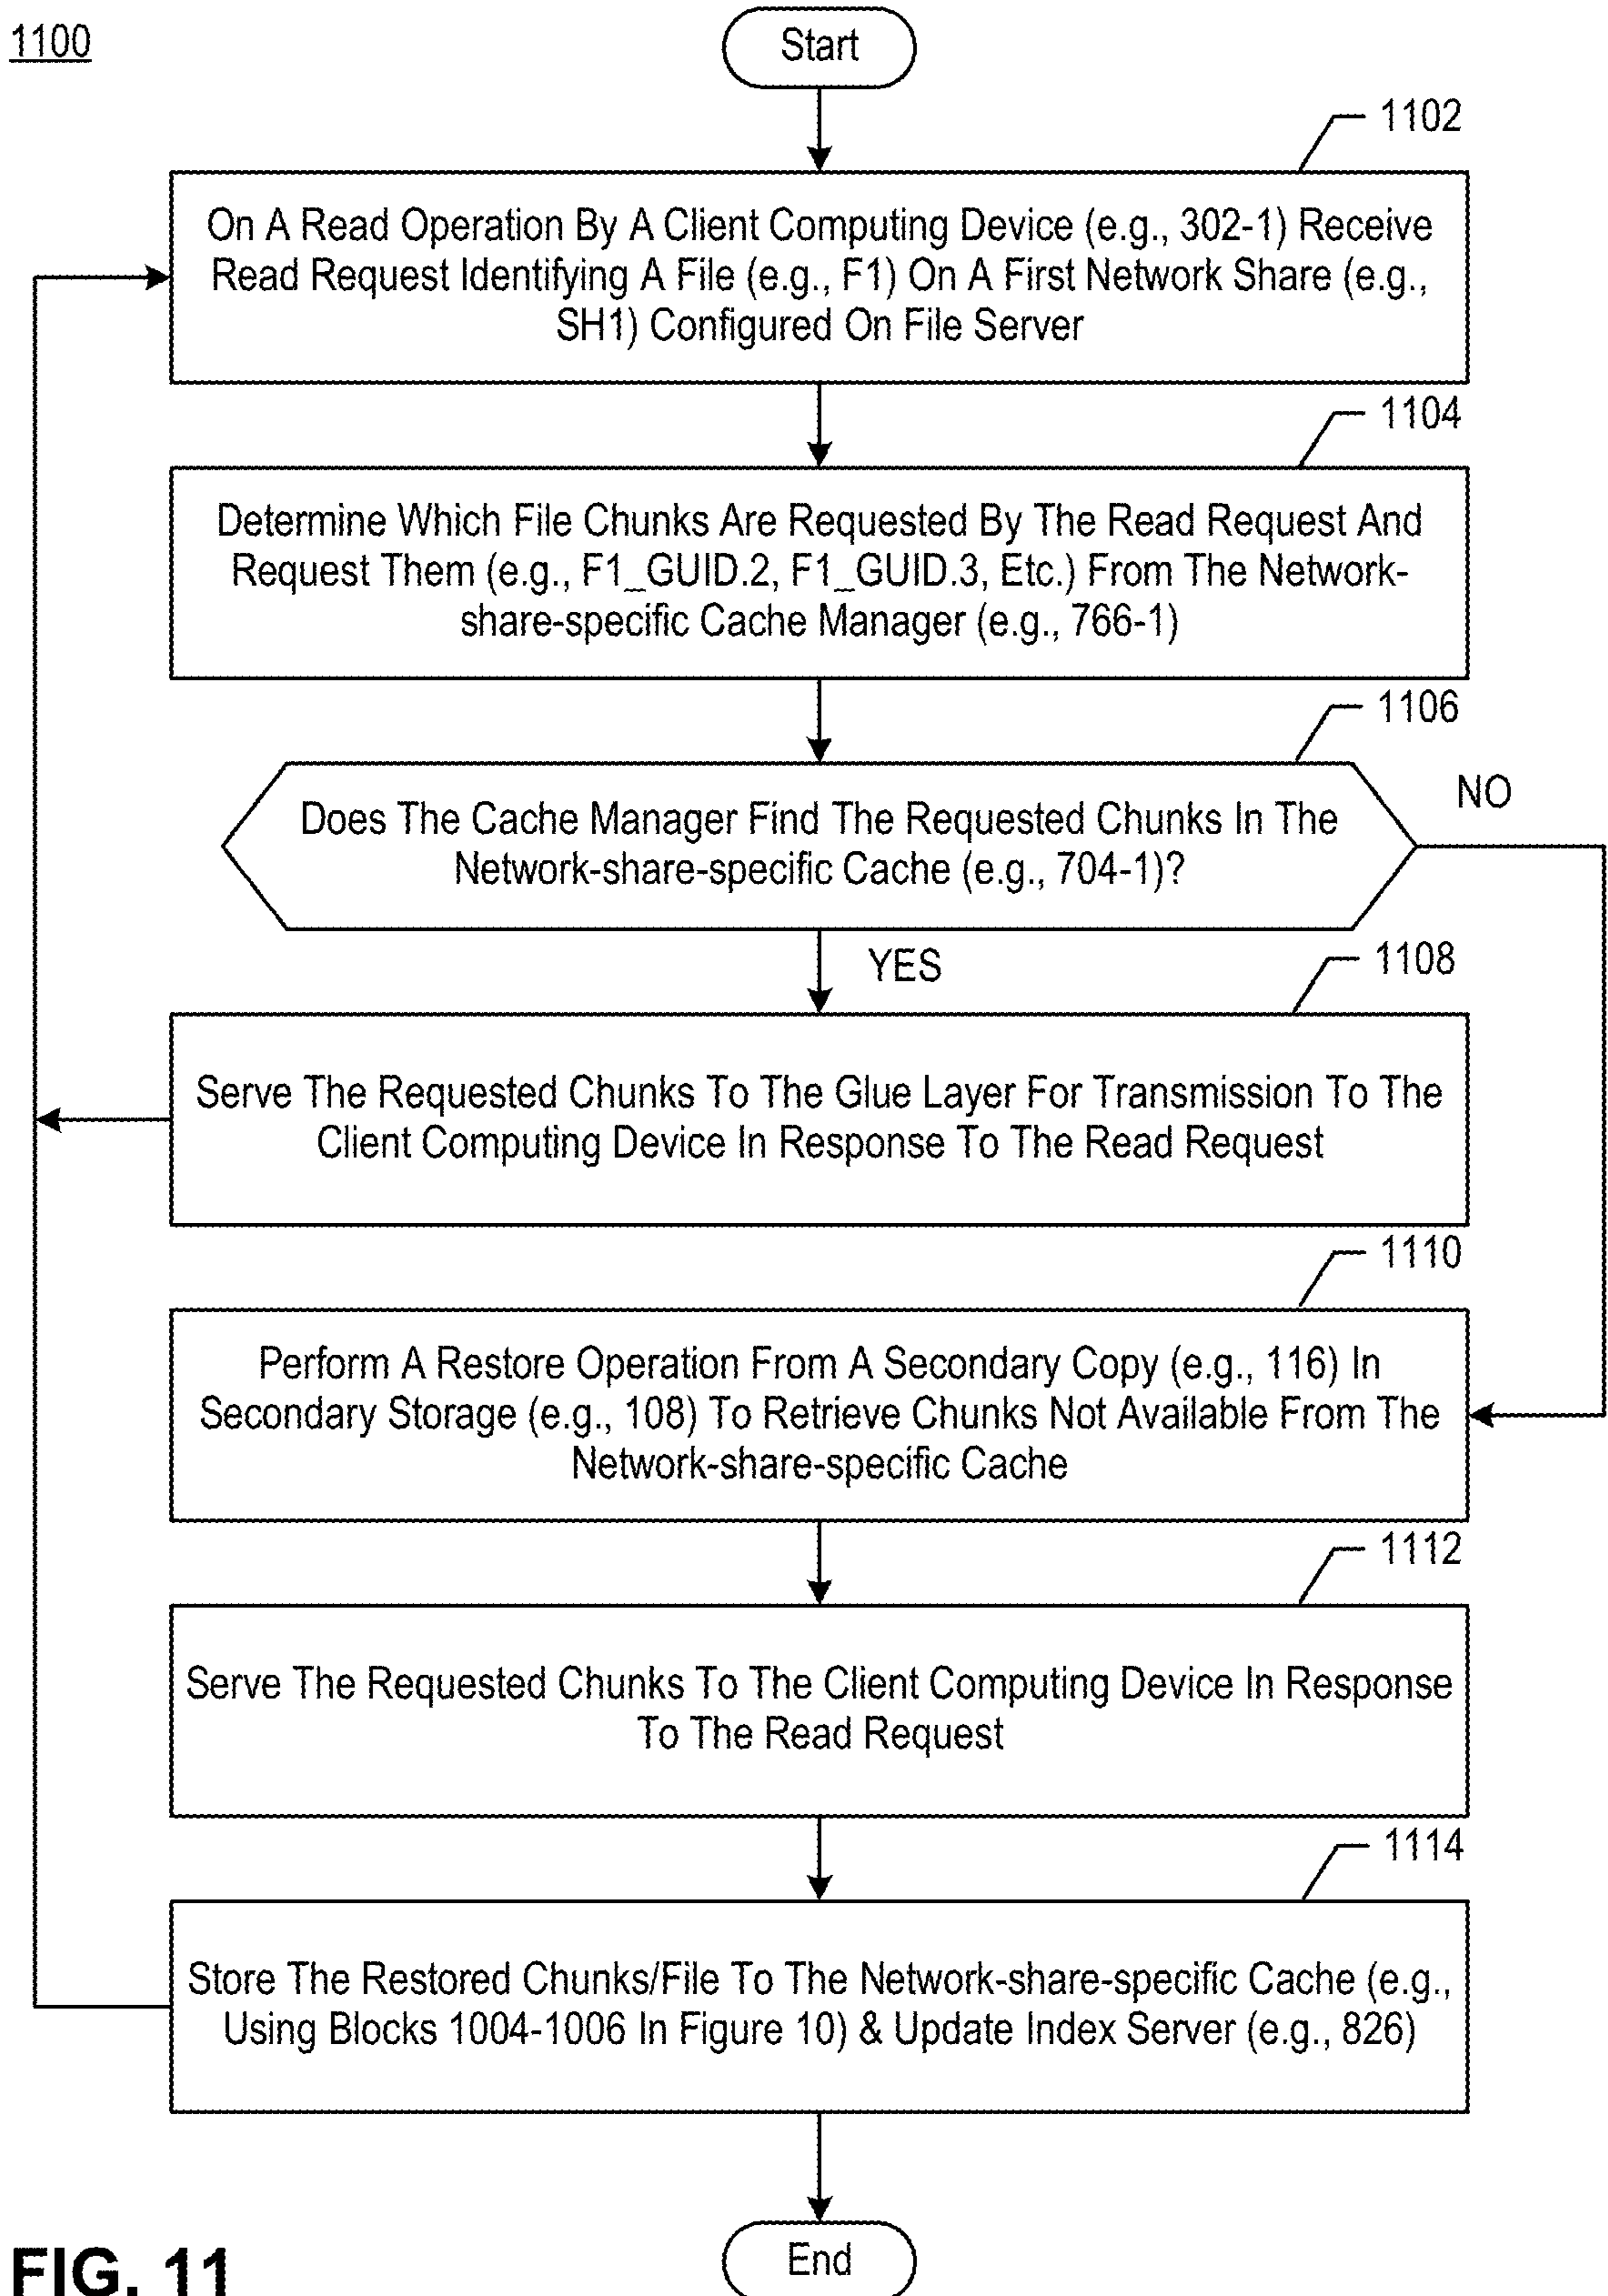 1100
Start
1102
On A Read Operation By A Client Computing Device (e.g., 302-1) Receive
Read Request Identifying A File (e.g., F1) On A First Network Share (e.g.,
SH1) Configured On File Server
1104
Determine Which File Chunks Are Requested By The Read Request And
Request Them (e.g., F1_GUID.2, F1_GUID.3, Etc.) From The Network-
share-specific Cache Manager (e.g., 766-1)
1106
NO
Does The Cache Manager Find The Requested Chunks In The
Network-share-specific Cache (e.g., 704-1)?
YES
1108
Serve The Requested Chunks To The Glue Layer For Transmission To The
Client Computing Device In Response To The Read Request
1110
Perform A Restore Operation From A Secondary Copy (e.g., 116) In
Secondary Storage (e.g., 108) To Retrieve Chunks Not Available From The
Network-share-specific Cache
1112
Serve The Requested Chunks To The Client Computing Device In Response
To The Read Request
1114
Store The Restored Chunks/File To The Network-share-specific Cache (e.g.,
Using Blocks 1004-1006 In Figure 10) & Update Index Server (e.g., 826)
End
FIG. 11